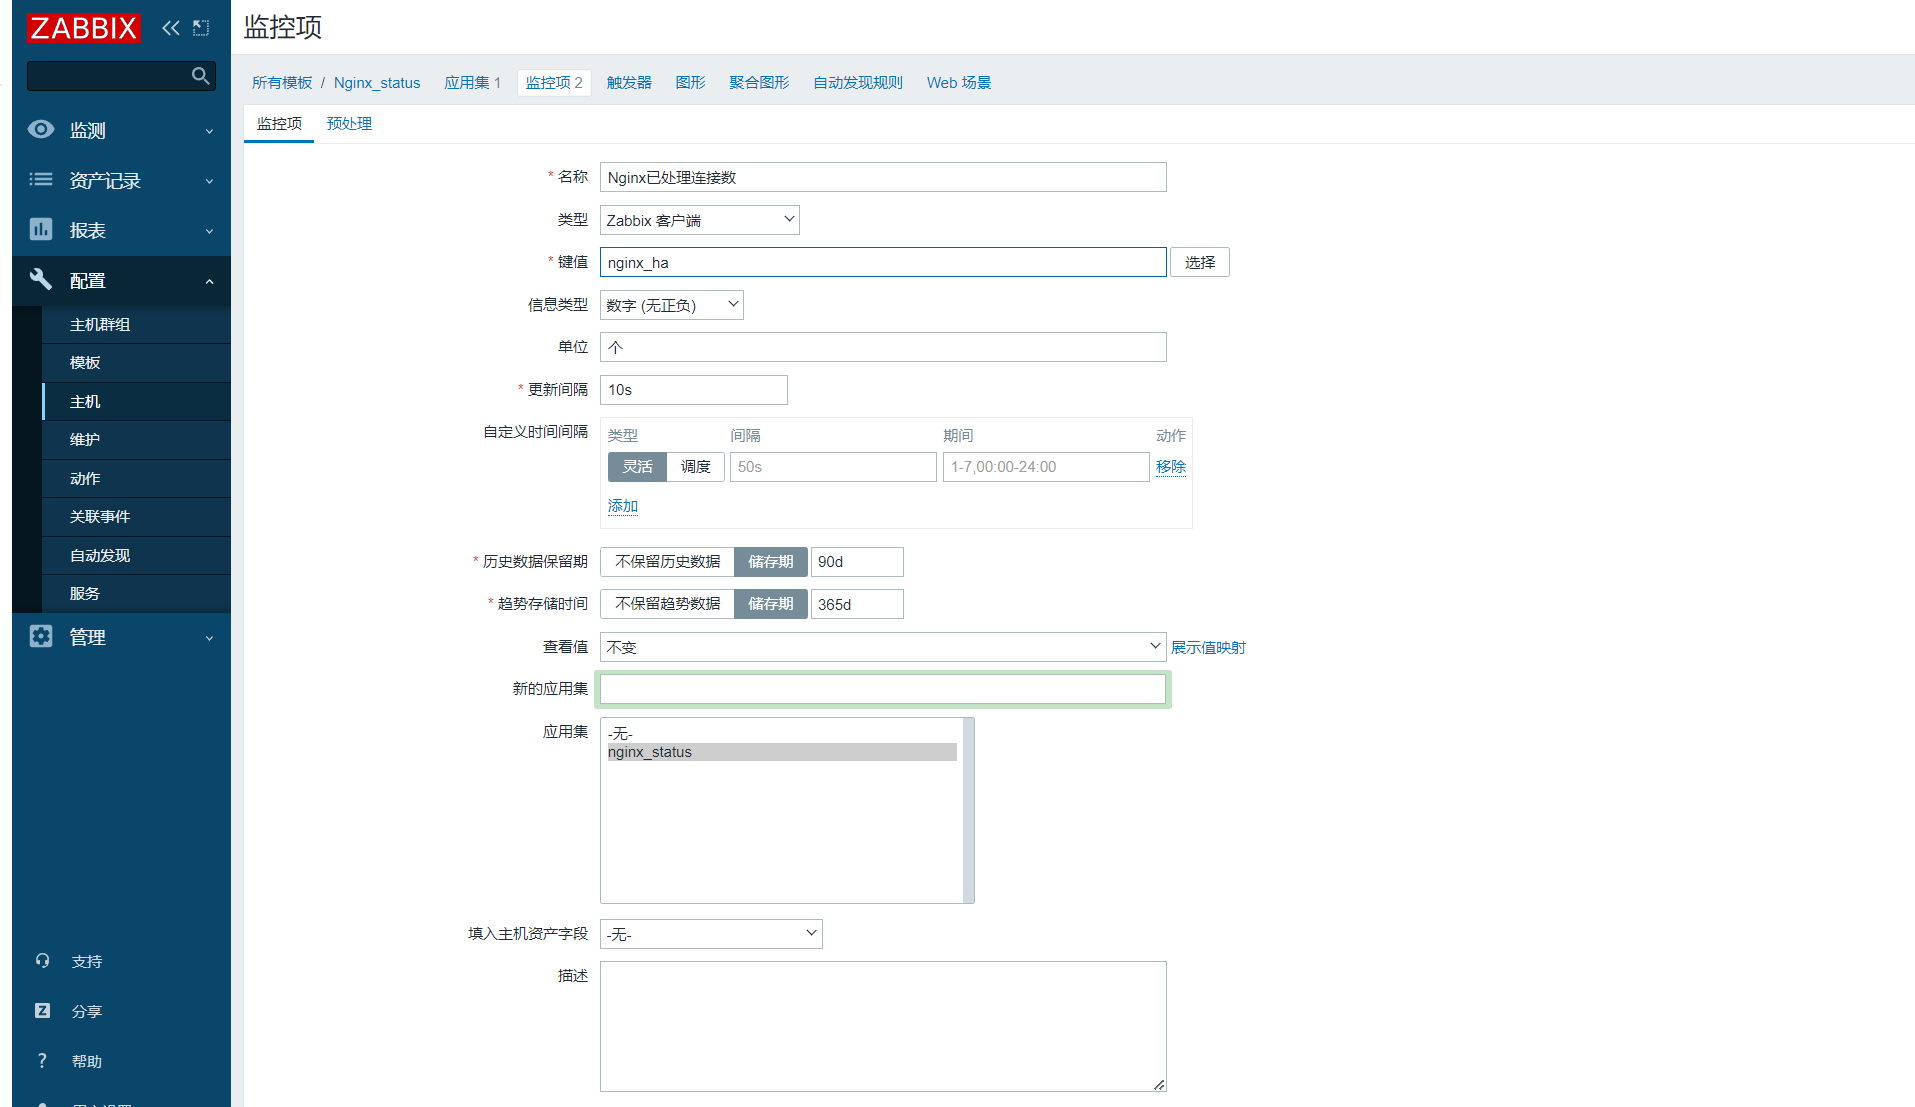 ZABBIX
监控项
所有模板 / Nginx_status 应用集 1 监控项 2 触发器 图形 聚合图形 自动发现规则 Web 场景
监控项 预处理
监测
资产记录
报表
配置
主机群组
模板
主机
维护
动作
关联事件
自动发现
服务
管理
支持
Z 分享
? 帮助
* 名称 Nginx已处理连接数
类型 Zabbix 客户端
* 键值 nginx_ha 选择
信息类型 数字 (无正负)
单位 个
* 更新间隔 10s
自定义时间间隔 类型 间隔 期间 动作
灵活 调度 50s 1-7,00:00-24:00 移除
添加
* 历史数据保留期 不保留历史数据 储存期 90d
* 趋势存储时间 不保留趋势数据 储存期 365d
查看值 不变 展示值映射
新的应用集
应用集 -无-
nginx_status
填入主机资产字段 -无-
描述